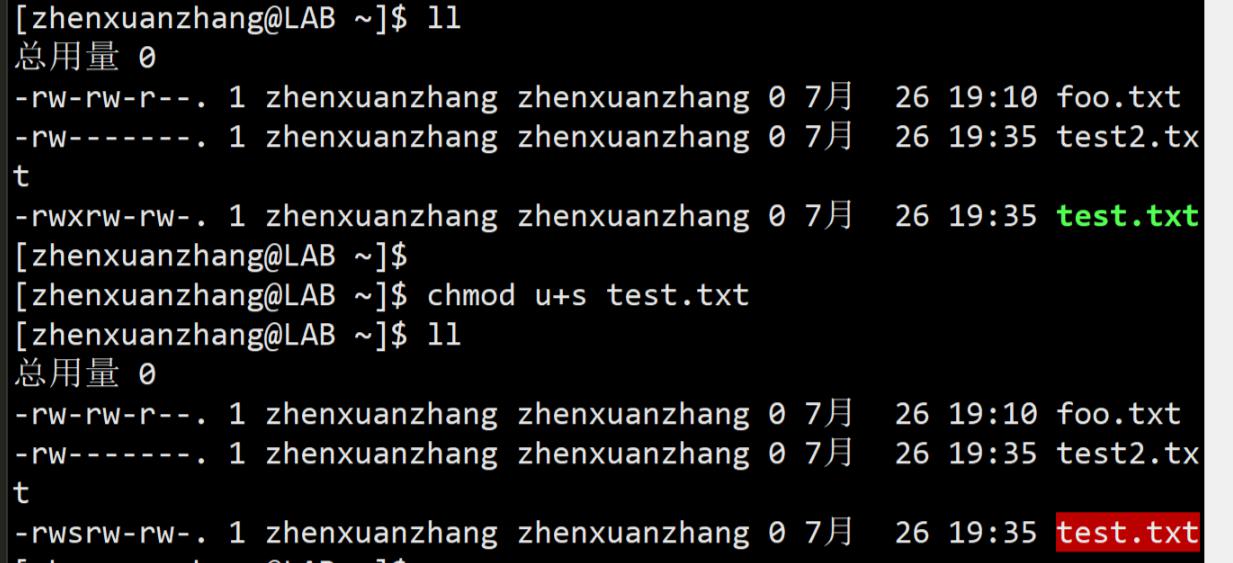 [zhenxuanzhang@LAB ~]$ ll
总用量 0
-rw-rw-r--. 1 zhenxuanzhang zhenxuanzhang 0 7月  26 19:10 foo.txt
-rw-------. 1 zhenxuanzhang zhenxuanzhang 0 7月  26 19:35 test2.tx
t
-rwxrw-rw-. 1 zhenxuanzhang zhenxuanzhang 0 7月  26 19:35 test.txt
[zhenxuanzhang@LAB ~]$
[zhenxuanzhang@LAB ~]$ chmod u+s test.txt
[zhenxuanzhang@LAB ~]$ ll
总用量 0
-rw-rw-r--. 1 zhenxuanzhang zhenxuanzhang 0 7月  26 19:10 foo.txt
-rw-------. 1 zhenxuanzhang zhenxuanzhang 0 7月  26 19:35 test2.tx
t
-rwsrw-rw-. 1 zhenxuanzhang zhenxuanzhang 0 7月  26 19:35 test.txt